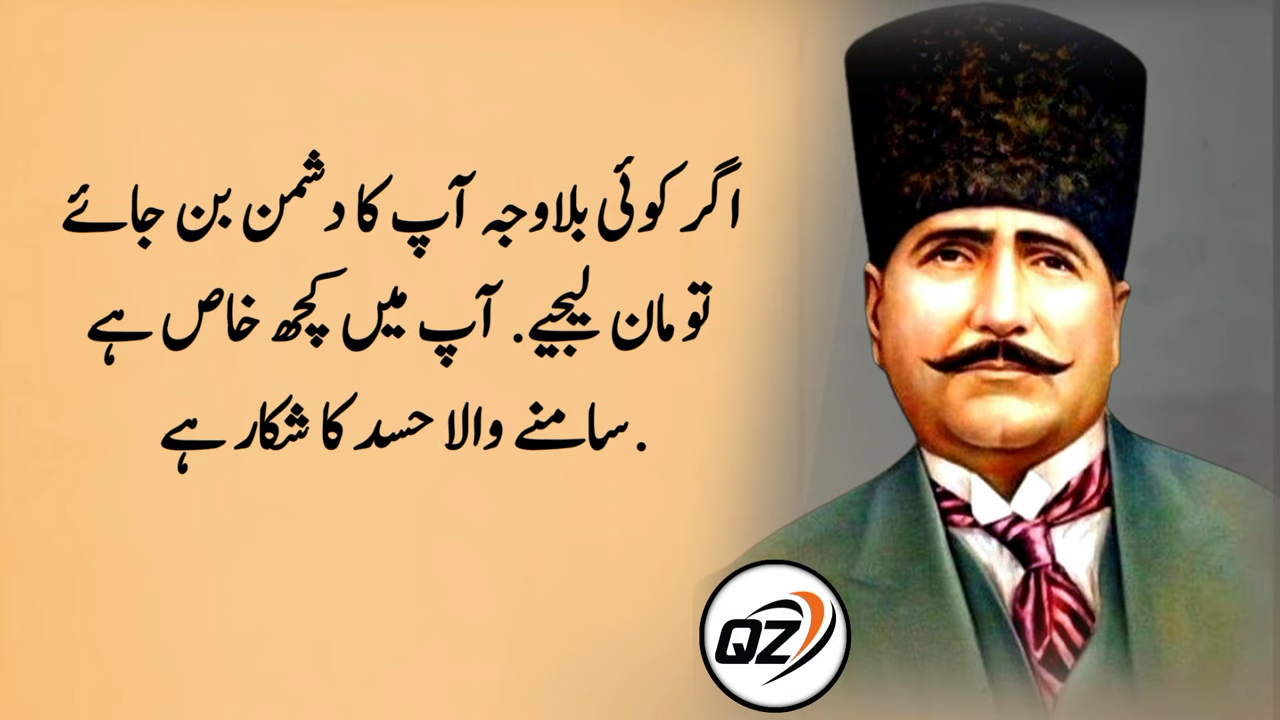 اگر کوئی بلاوجہ آپ کا دشمن بن جائے
تو مان لیجیے. آپ میں کچھ خاص ہے
.سامنے والا حسد کا شکار ہے
QZ